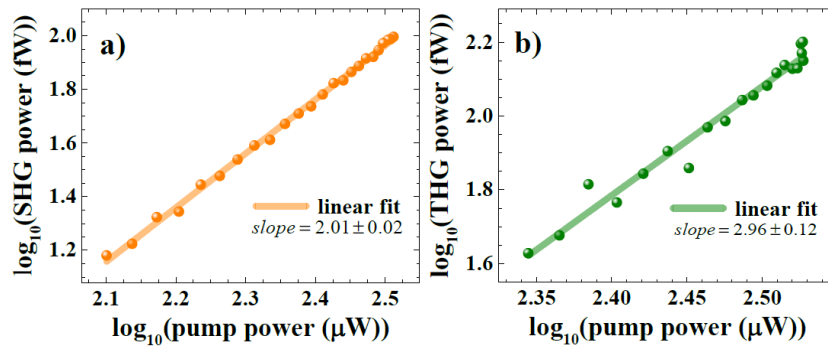 a)
log10(SHG power (fW))
2.0
1.8
1.6
1.4
1.2
linear fit
slope = 2.01±0.02
2.1 2.2 2.3 2.4 2.5
log10(pump power (μW))
b)
log10(THG power (fW))
2.2
2.0
1.8
1.6
linear fit
slope = 2.96±0.12
2.35 2.40 2.45 2.50
log10(pump power (μW))